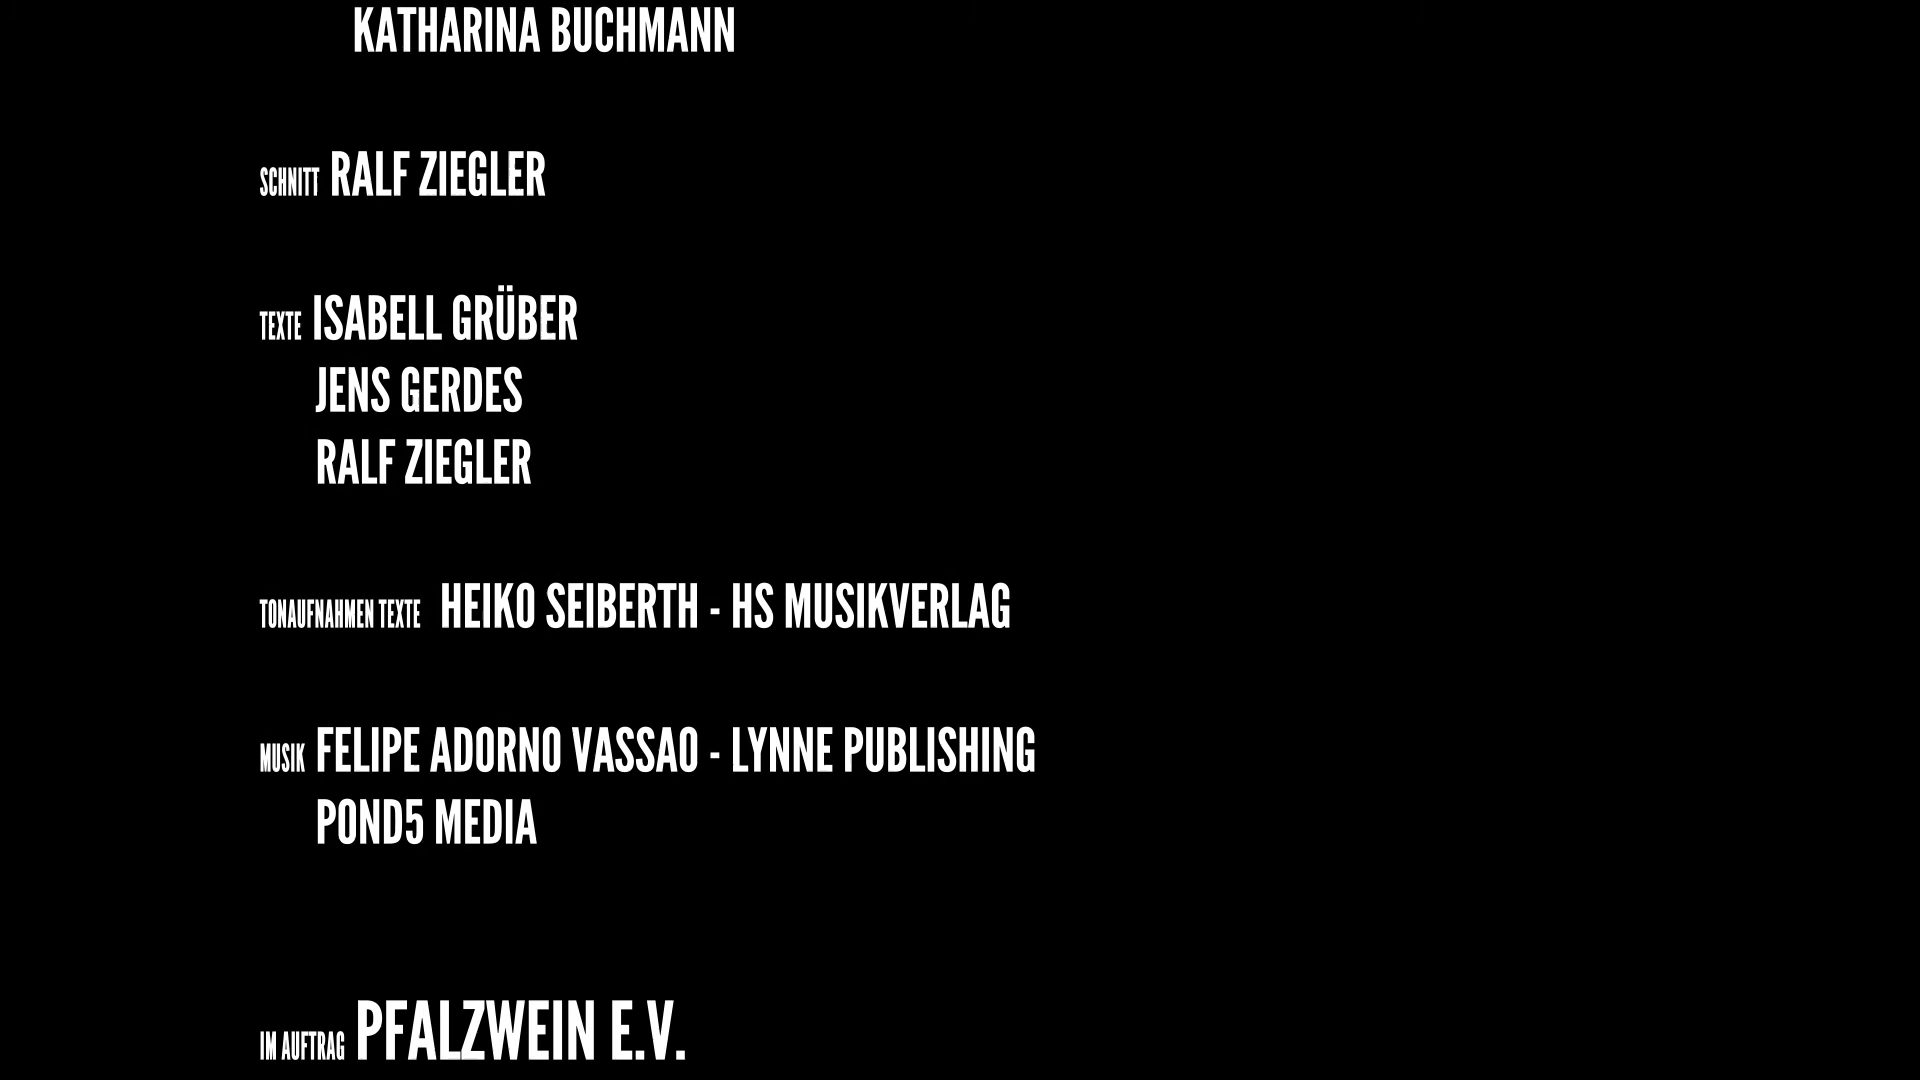 KATHARINA BUCHMANN
SCHNITT RALF ZIEGLER
TEXTE ISABELL GRÜBER
JENS GERDES
RALF ZIEGLER
TONAUFNAHMEN TEXTE HEIKO SEIBERTH - HS MUSIKVERLAG
MUSIK FELIPE ADORNO VASSAO - LYNNE PUBLISHING
POND5 MEDIA
IM AUFTRAG PFALZWEIN E.V.